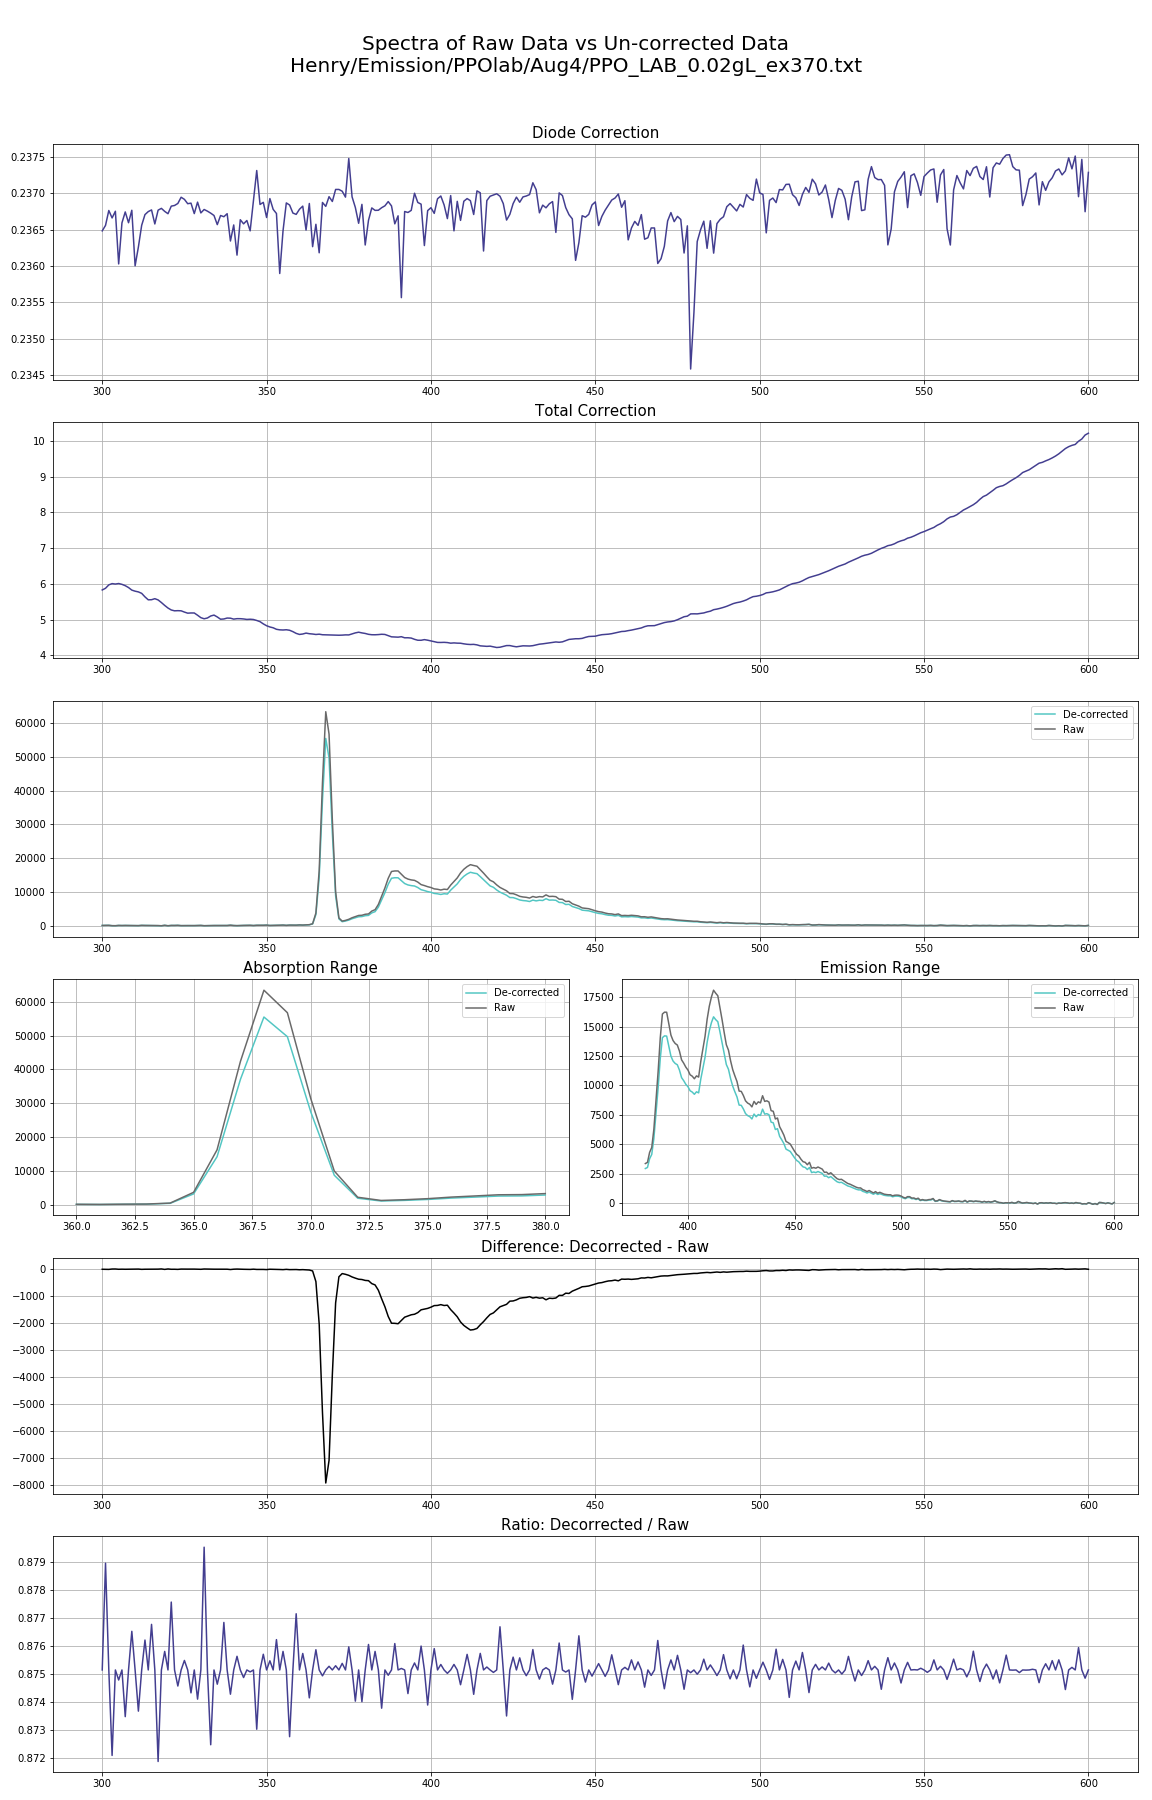 Spectra of Raw Data vs Un-corrected Data
Henry/Emission/PPOlab/Aug4/PPO_LAB_0.02gL_ex370.txt
Diode Correction
0.2375
0.2370
0.2365
0.2360
0.2355
0.2350
0.2345
300 350 400 450 500 550 600
Total Correction
10
9
8
7
6
5
4
300 350 400 450 500 550 600
De-corrected
Raw
60000
50000
40000
30000
20000
10000
0
300 350 400 450 500 550 600
Absorption Range
De-corrected
Raw
60000
50000
40000
30000
20000
10000
0
360.0 362.5 365.0 367.5 370.0 372.5 375.0 377.5 380.0
Emission Range
De-corrected
Raw
17500
15000
12500
10000
7500
5000
2500
0
400 450 500 550 600
Difference: Decorrected - Raw
0
−1000
−2000
−3000
−4000
−5000
−6000
−7000
−8000
300 350 400 450 500 550 600
Ratio: Decorrected / Raw
0.879
0.878
0.877
0.876
0.875
0.874
0.873
0.872
300 350 400 450 500 550 600